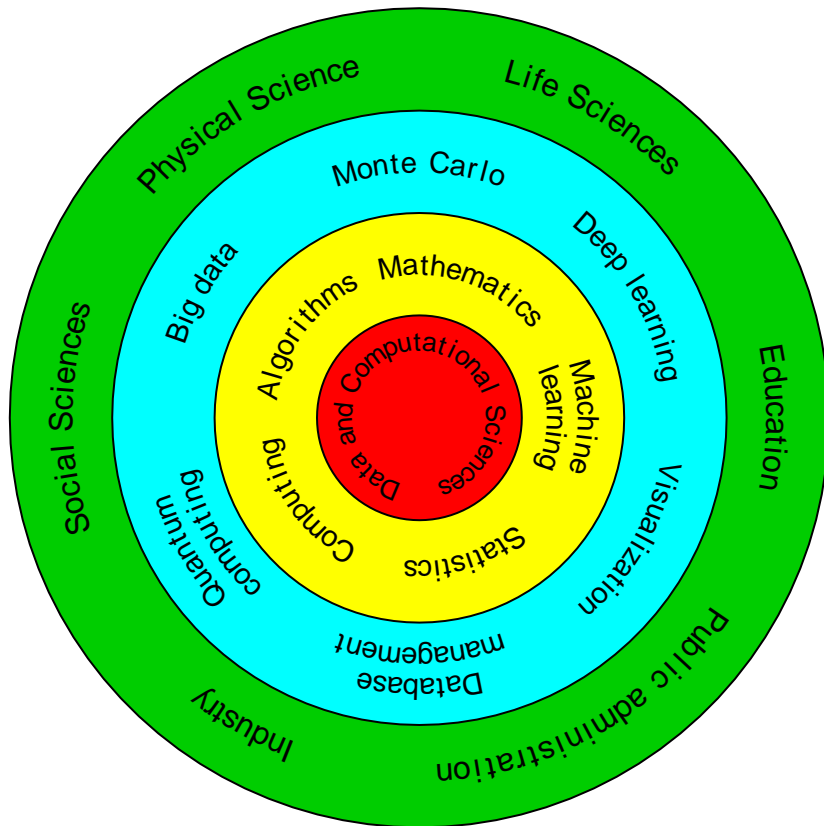 Physical Science
Life Sciences
Education
Public administration
Industry
Social Sciences
Monte Carlo
Deep learning
Visualization
Database
management
Quantum
computing
Big data
Mathematics
Machine
learning
Statistics
Computing
Algorithms
Data and Computational Sciences